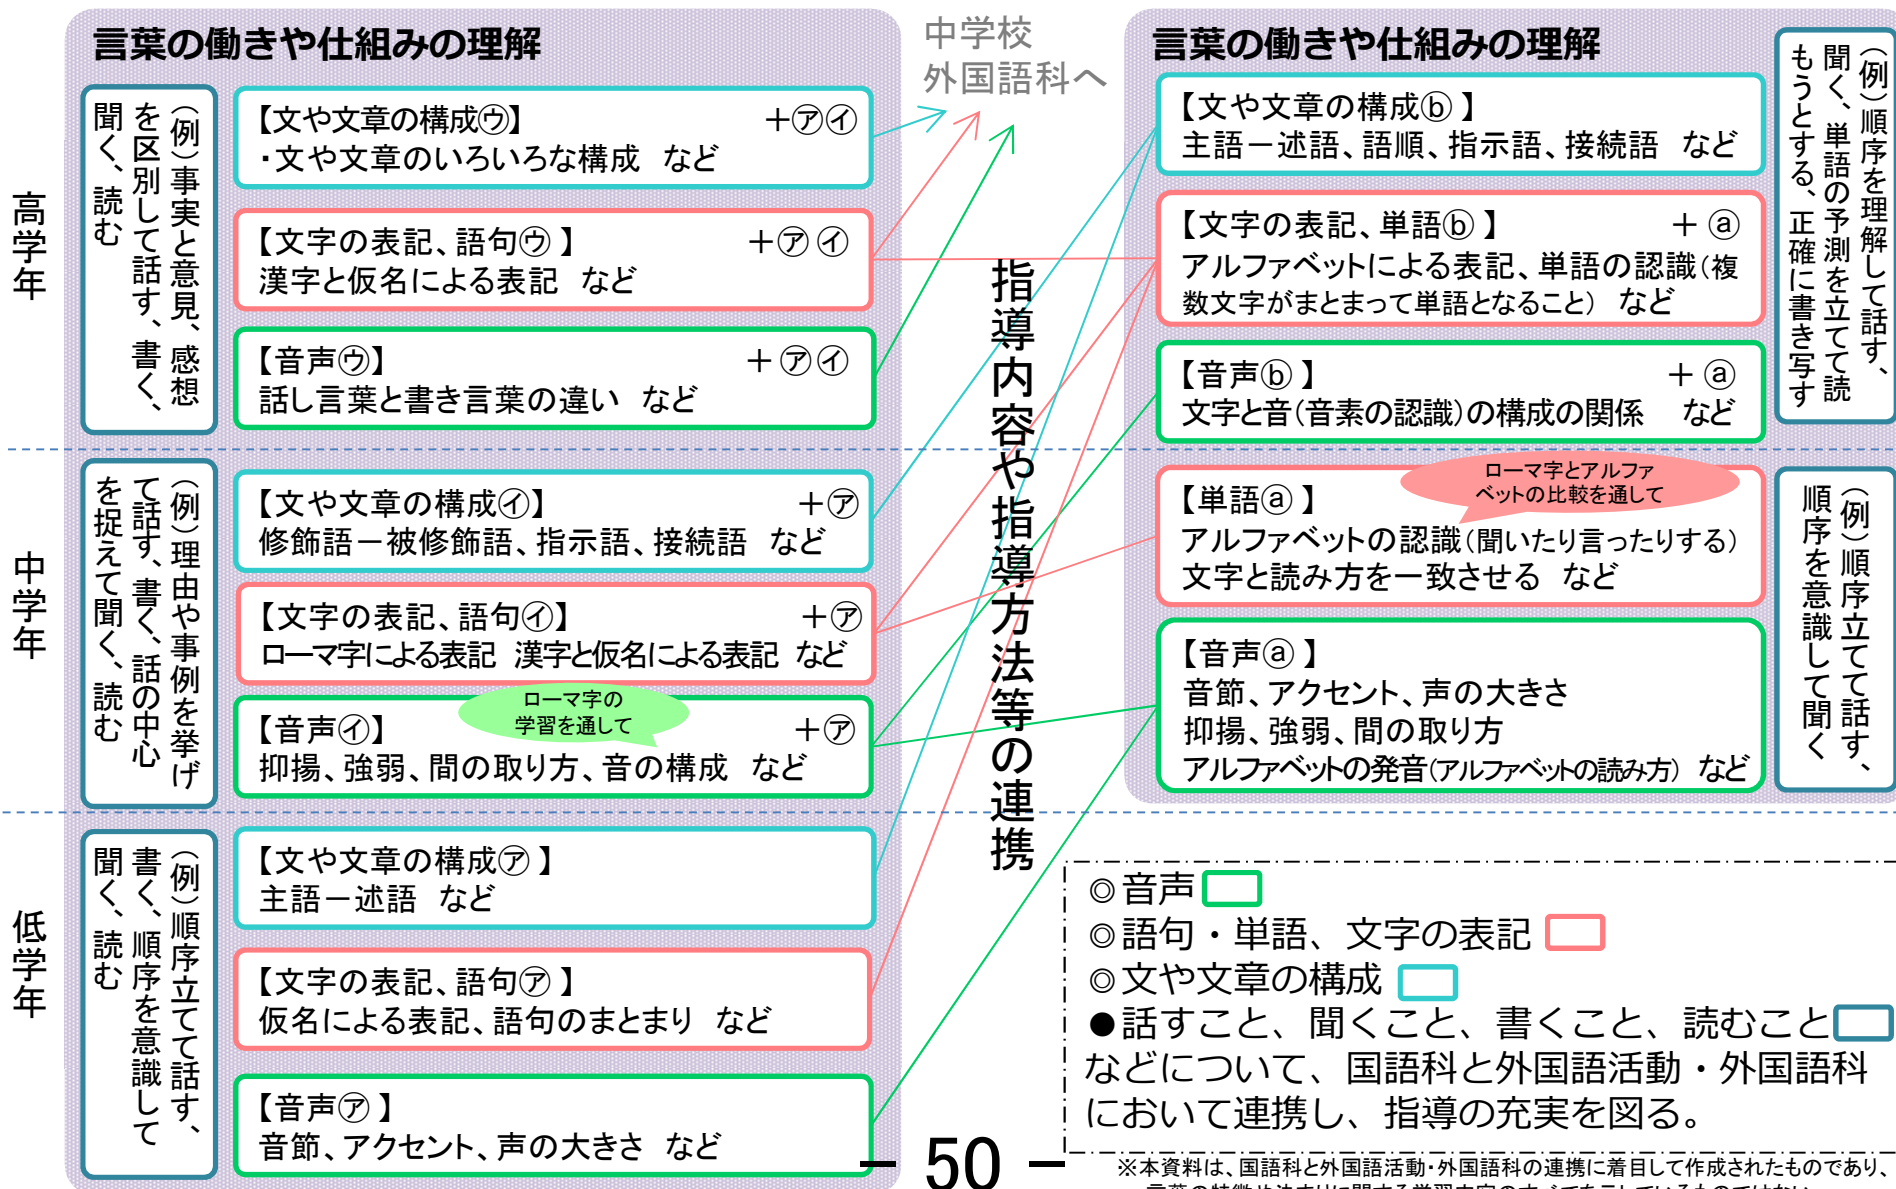 言葉の働きや仕組みの理解
高学年
(例)事実と意見、感想
を区別して話す、書く、
聞く、読む
【文や文章の構成㋒】 +㋐㋑
・文や文章のいろいろな構成 など
【文字の表記、語句㋒】 +㋐㋑
漢字と仮名による表記 など
【音声㋒】 +㋐㋑
話し言葉と書き言葉の違い など
中学年
(例)理由や事例を挙げ
て話す、書く、話の中心
を捉えて聞く、読む
【文や文章の構成㋑】 +㋐
修飾語-被修飾語、指示語、接続語 など
【文字の表記、語句㋑】 +㋐
ローマ字による表記 漢字と仮名による表記 など
ローマ字の
学習を通して
【音声㋑】 +㋐
抑揚、強弱、間の取り方、音の構成 など
低学年
(例)順序立てて話す、
書く、順序を意識して
聞く、読む
【文や文章の構成㋐】
主語-述語 など
【文字の表記、語句㋐】
仮名による表記、語句のまとまり など
【音声㋐】
音節、アクセント、声の大きさ など
中学校
外国語科へ
指導内容や指導方法等の連携
言葉の働きや仕組みの理解
【文や文章の構成ⓑ】
主語-述語、語順、指示語、接続語 など
【文字の表記、単語ⓑ】 +ⓐ
アルファベットによる表記、単語の認識(複
数文字がまとまって単語となること) など
【音声ⓑ】 +ⓐ
文字と音(音素の認識)の構成の関係 など
(例)順序を理解して話す、
聞く、単語の予測を立てて読
もうとする、正確に書き写す
ローマ字とアルファ
ベットの比較を通して
【単語ⓐ】
アルファベットの認識(聞いたり言ったりする)
文字と読み方を一致させる など
【音声ⓐ】
音節、アクセント、声の大きさ
抑揚、強弱、間の取り方
アルファベットの発音(アルファベットの読み方) など
(例)順序立てて話す、
順序を意識して聞く
◎音声
◎語句・単語、文字の表記
◎文や文章の構成
●話すこと、聞くこと、書くこと、読むこと
などについて、国語科と外国語活動・外国語科
において連携し、指導の充実を図る。
※本資料は、国語科と外国語活動・外国語科の連携に着目して作成されたものであり、
- 50 -